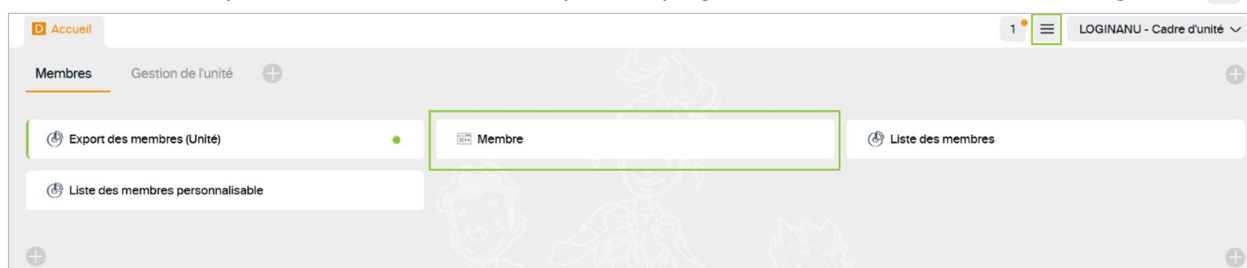 D Accueil
1 LOGINANU - Cadre d'unité
Membres Gestion de l'unité
Export des membres (Unité) Membre Liste des membres
Liste des membres personnalisable